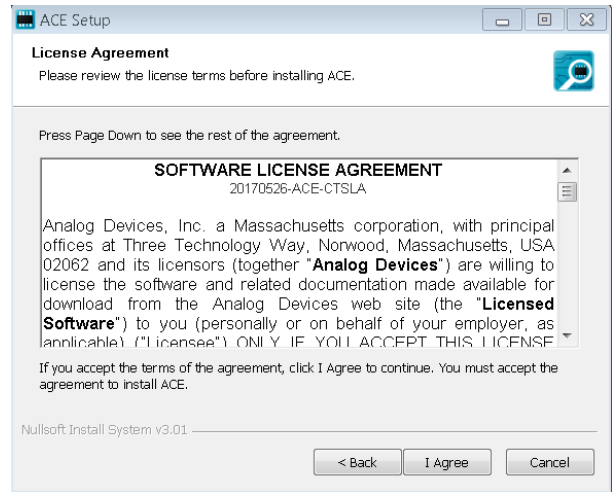 ACE Setup
License Agreement
Please review the license terms before installing ACE.
Press Page Down to see the rest of the agreement.
SOFTWARE LICENSE AGREEMENT
20170526-ACE-CTSLA
Analog Devices, Inc. a Massachusetts corporation, with principal
offices at Three Technology Way, Norwood, Massachusetts, USA
02062 and its licensors (together "Analog Devices") are willing to
license the software and related documentation made available for
download from the Analog Devices web site (the "Licensed
Software") to you (personally or on behalf of your employer, as
applicable) ("Licensee") ONLY IF YOU ACCEPT THIS LICENSE
If you accept the terms of the agreement, click I Agree to continue. You must accept the
agreement to install ACE.
Nullsoft Install System v3.01
< Back I Agree Cancel